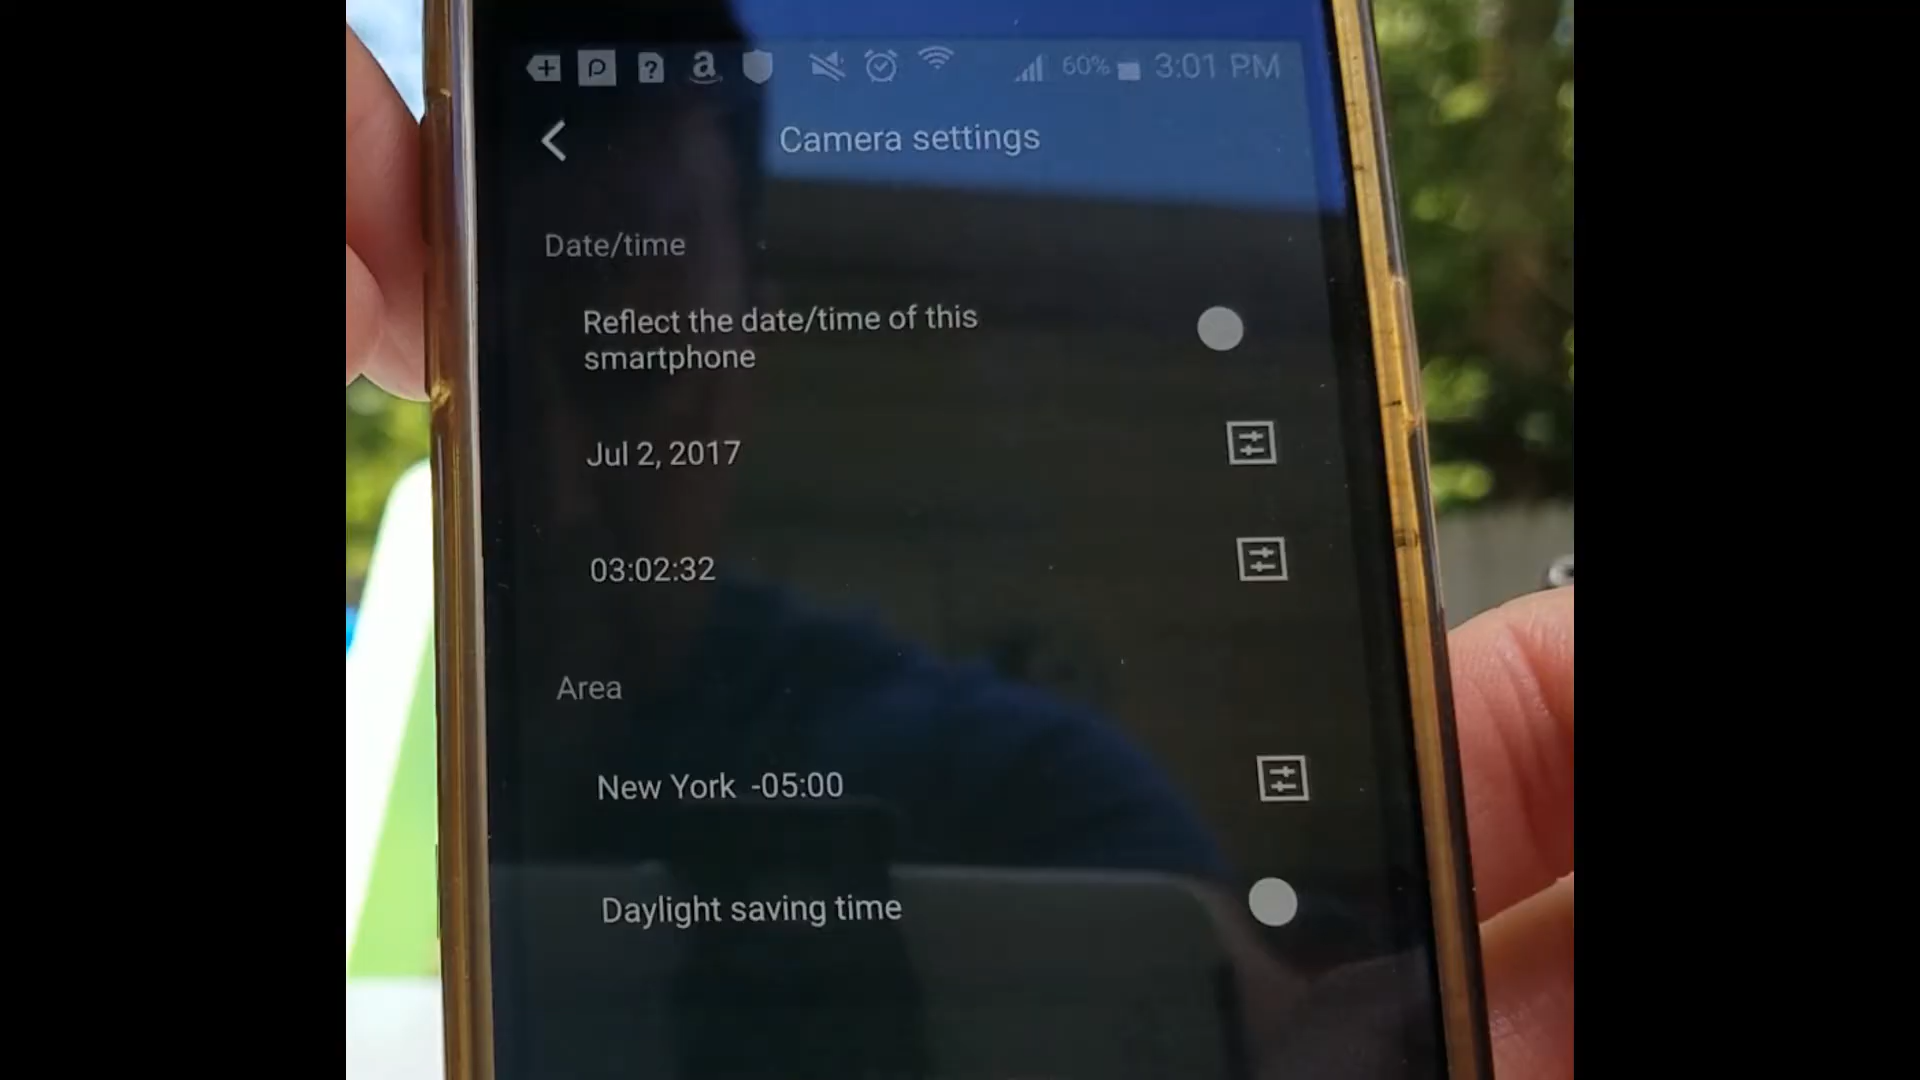 60% 3:01 PM
Camera settings
Date/time
Reflect the date/time of this
smartphone
Jul 2, 2017
03:02:32
Area
New York -05:00
Daylight saving time